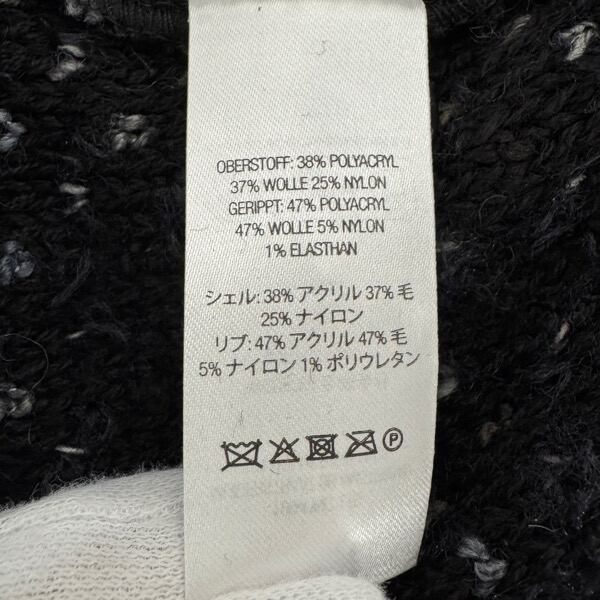 OBERSTOFF: 38% POLYACRYL
37% WOLLE 25% NYLON
GERIPPT: 47% POLYACRYL
47% WOLLE 5% NYLON
1% ELASTHAN
シェル: 38% アクリル 37% 毛
25% ナイロン
リブ: 47% アクリル 47% 毛
5% ナイロン 1% ポリウレタン
P